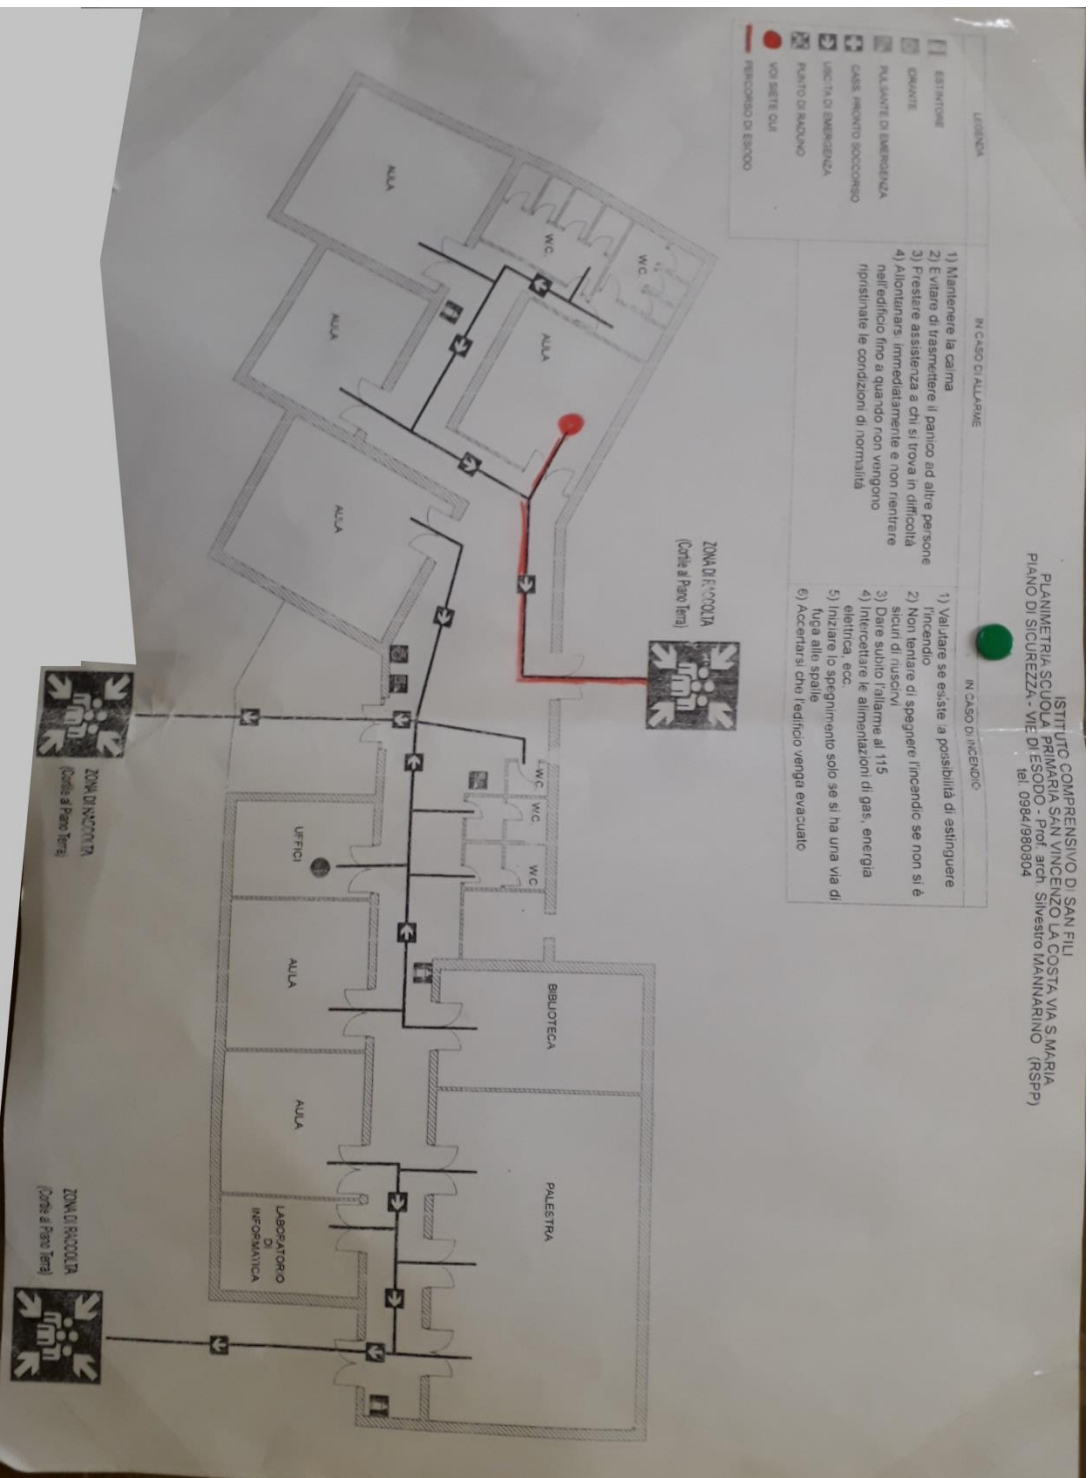 ISTITUTO COMPRENSIVO DI SAN FILI
PLANIMETRIA SCUOLA PRIMARIA SAN VINCENZO LA COSTA VIA S.MARIA
PIANO DI SICUREZZA - VIE DI ESODO - Prof. arch. Silvestro MANNARINO (RSPP)
tel. 0984/980804
LEGENDA
ESTINTORE
IDRANTE
PULSANTE DI EMERGENZA
CASS. PRONTO SOCCORSO
USCITA DI EMERGENZA
PUNTO DI RADUNO
VOI SIETE QUI
PERCORSO DI ESODO
IN CASO DI ALLARME
1) Mantenere la calma
2) Evitare di trasmettere il panico ad altre persone
3) Prestare assistenza a chi si trova in difficoltà
4) Allontanarsi immediatamente e non rientrare
nell'edificio fino a quando non vengono
ripristinate le condizioni di normalità
IN CASO DI INCENDIO
1) Valutare se esiste la possibilità di estinguere
l'incendio
2) Non tentare di spegnere l'incendio se non si è
sicuri di riuscirvi
3) Dare subito l'allarme al 115
4) Intercettare le alimentazioni di gas, energia
elettrica, ecc.
5) Iniziare lo spegnimento solo se si ha una via di
fuga alle spalle
6) Accertarsi che l'edificio venga evacuato
ZONA DI RACCOLTA
(Cortile al Piano Terra)
W.C.
W.C.
AULA
AULA
AULA
AULA
W.C.
W.C.
W.C.
BIBLIOTECA
PALESTRA
UFFICI
AULA
AULA
LABORATORIO
DI
INFORMATICA
ZONA DI RACCOLTA
(Cortile al Piano Terra)
ZONA DI RACCOLTA
(Cortile al Piano Terra)